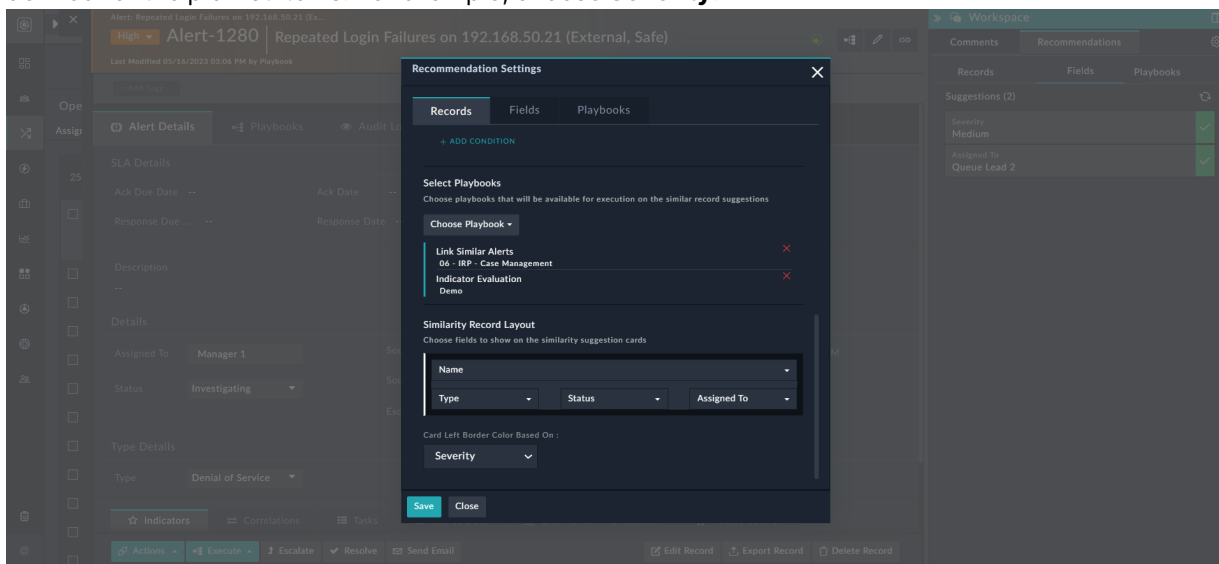 Alert: Repeated Login Failures on 192.168.50.21 (Ex...
High Alert-1280 Repeated Login Failures on 192.168.50.21 (External, Safe)
Last Modified 05/16/2023 03:06 PM by Playbook
Ope
Assign
25
Alert Details Playbooks Audit Lo
SLA Details
Ack Due Date -- Ack Date --
Response Due ... -- Response Date --
Description
--
Details
Assigned To Manager 1
Status Investigating
Esc
M
Type Details
Type Denial of Service
Indicators Correlations Tasks
Actions Execute Escalate Resolve Send Email Edit Record Export Record Delete Record
Recommendation Settings
Records Fields Playbooks
+ ADD CONDITION
Select Playbooks
Choose playbooks that will be available for execution on the similar record suggestions
Choose Playbook
Link Similar Alerts
06 - IRP - Case Management
Indicator Evaluation
Demo
Similarity Record Layout
Choose fields to show on the similarity suggestion cards
Name
Type Status Assigned To
Card Left Border Color Based On :
Severity
Save Close
Workspace
Comments Recommendations
Records Fields Playbooks
Suggestions (2)
Severity
Medium
Assigned To
Queue Lead 2